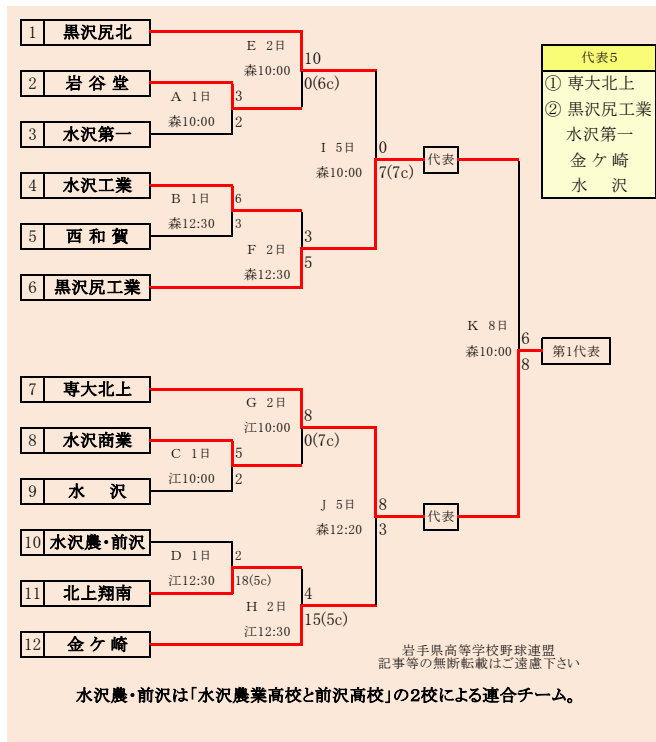 1 黒沢尻北
E 2日
10
森10:00
0(6c)
2 岩谷堂
A 1日
3
森10:00
2
3 水沢第一
I 5日
0
森10:00
7(7c)
代表
4 水沢工業
B 1日
6
森12:30
3
5 西和賀
F 2日
3
森12:30
5
6 黒沢尻工業
代表5
① 専大北上
② 黒沢尻工業
水沢第一
金ケ崎
水 沢
K 8日
6
森10:00
8
第1代表
7 専大北上
G 2日
8
江10:00
0(7c)
8 水沢商業
C 1日
5
江10:00
2
9 水 沢
J 5日
8
森12:20
3
代表
10 水沢農・前沢
D 1日
2
江12:30
18(5c)
11 北上翔南
H 2日
4
江12:30
15(5c)
12 金ケ崎
岩手県高等学校野球連盟
記事等の無断転載はご遠慮下さい
水沢農・前沢は「水沢農業高校と前沢高校」の2校による連合チーム。